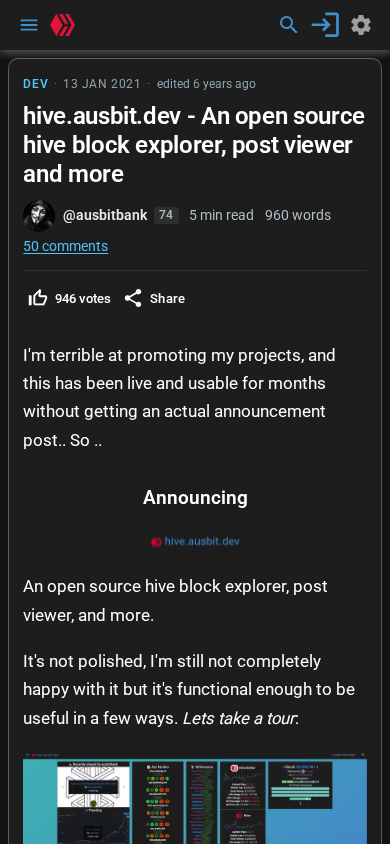 DEV · 13 JAN 2021 · edited 6 years ago
hive.ausbit.dev - An open source
hive block explorer, post viewer
and more
@ausbitbank 74 5 min read 960 words
50 comments
946 votes Share
I'm terrible at promoting my projects, and
this has been live and usable for months
without getting an actual announcement
post.. So ..
Announcing
hive.ausbit.dev
An open source hive block explorer, post
viewer, and more.
It's not polished, I'm still not completely
happy with it but it's functional enough to be
useful in a few ways. Lets take a tour.